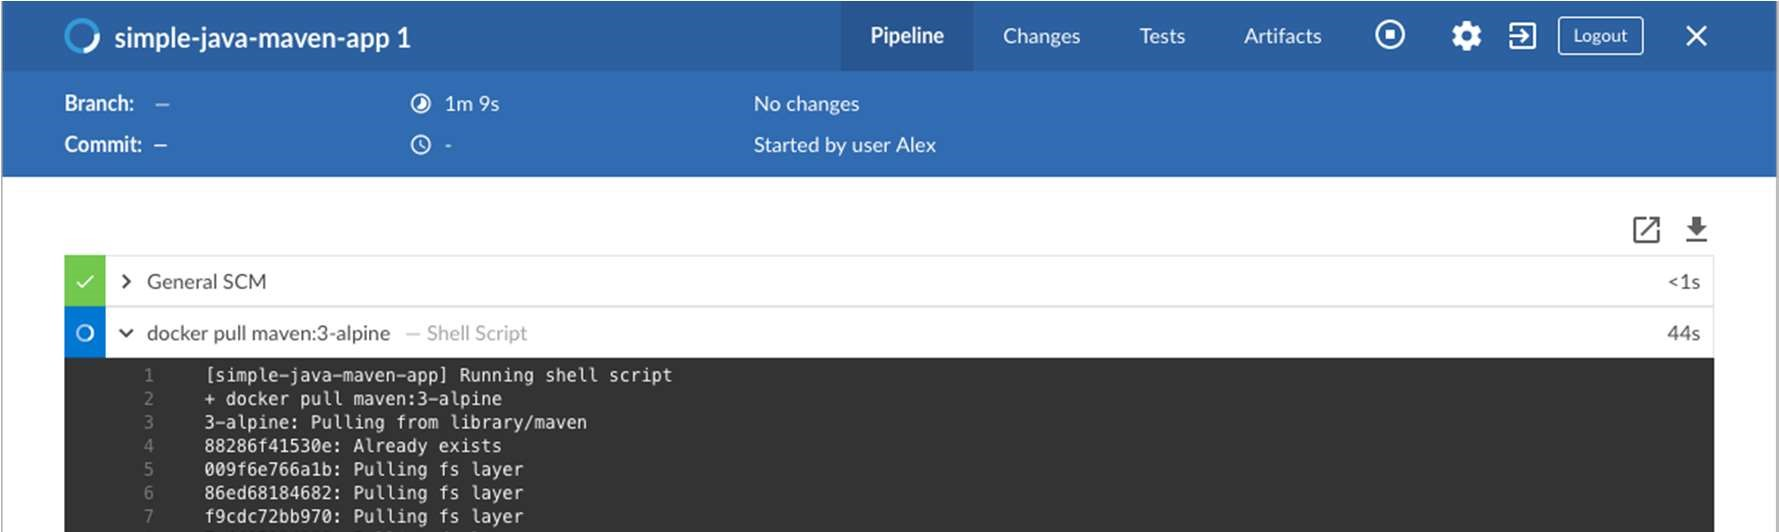 simple-java-maven-app 1 Pipeline Changes Tests Artifacts Logout
Branch: — 1m 9s No changes
Commit: — - Started by user Alex
General SCM <1s
docker pull maven:3-alpine — Shell Script 44s
1 [simple-java-maven-app] Running shell script
2 + docker pull maven:3-alpine
3 3-alpine: Pulling from library/maven
4 88286f41530e: Already exists
5 009f6e766a1b: Pulling fs layer
6 86ed68184682: Pulling fs layer
7 f9cdc72bb970: Pulling fs layer